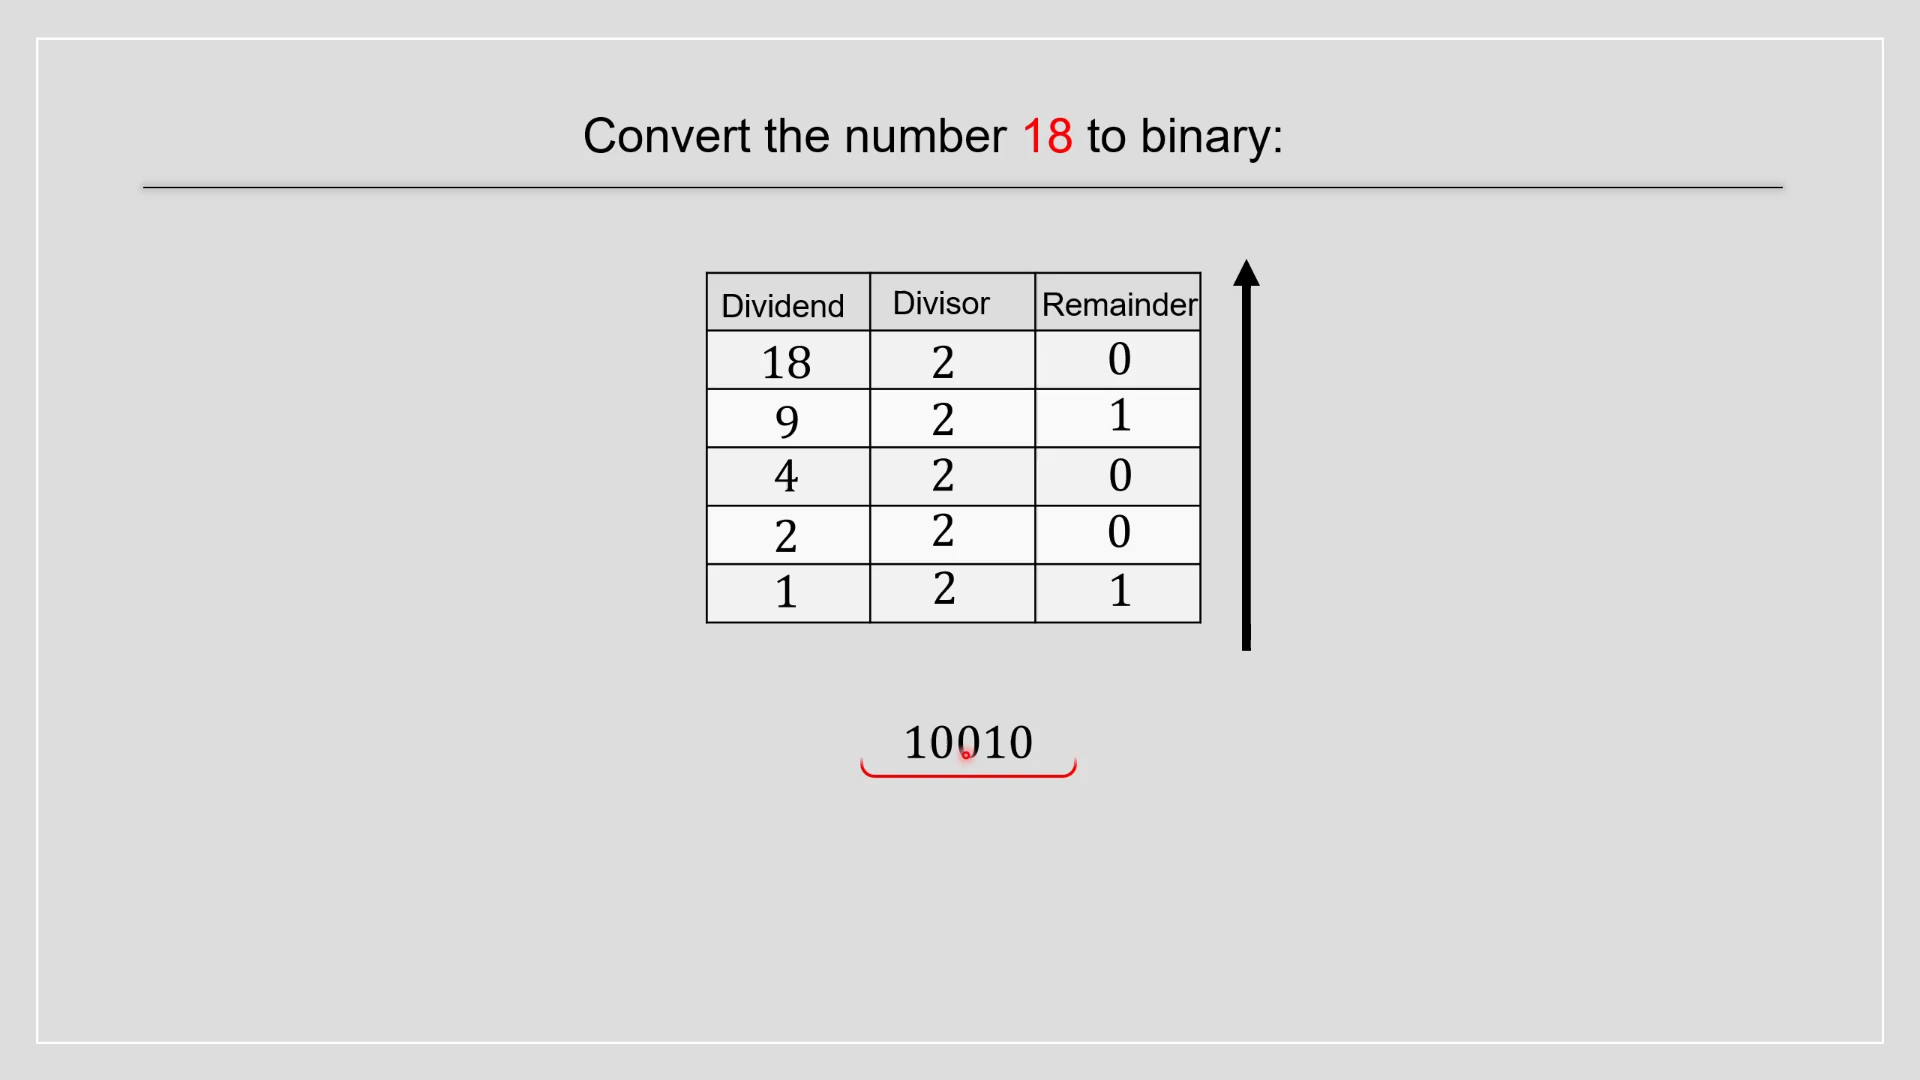 Convert the number 18 to binary:
Dividend Divisor Remainder
18 2 0
9 2 1
4 2 0
2 2 0
1 2 1
10010